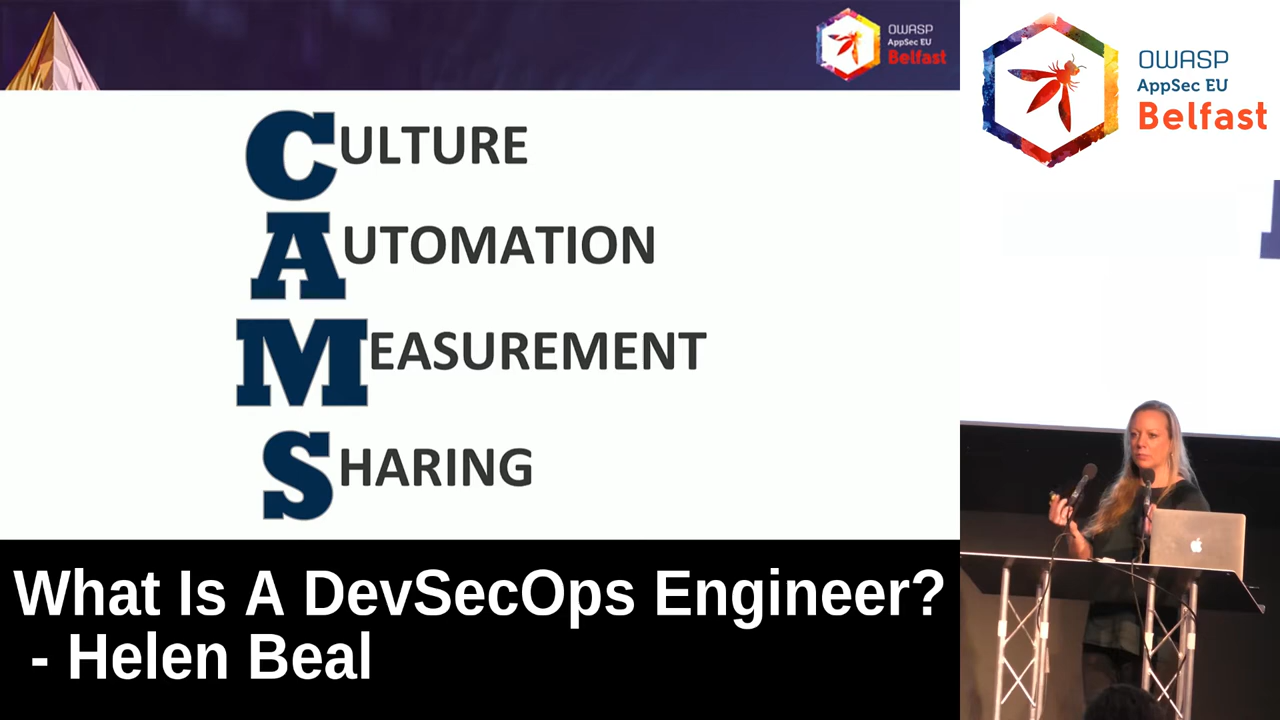 OWASP
AppSec EU
Belfast
CULTURE
AUTOMATION
MEASUREMENT
SHARING
What Is A DevSecOps Engineer?
- Helen Beal
OWASP
AppSec EU
Belfast